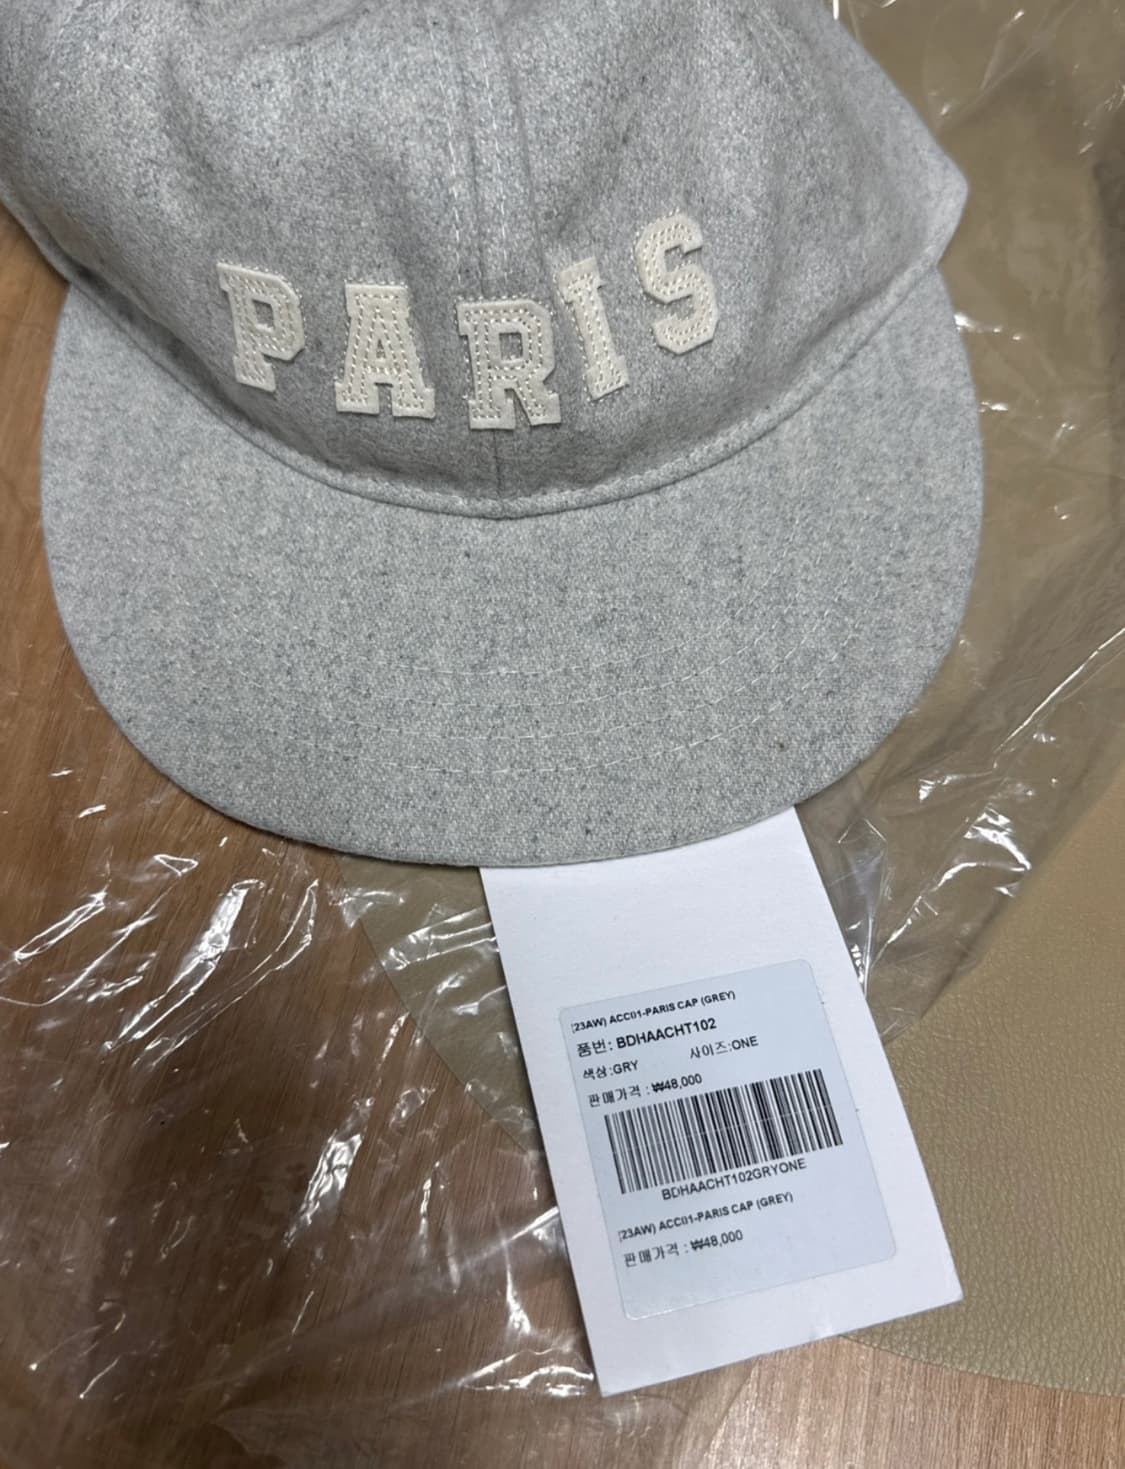 PARIS
[23AW) ACC01-PARIS CAP (GREY)
품번: BDHAACHT102
색상:GRY 사이즈:ONE
판매가격 : ₩48,000
BDHAACHT102GRYONE
[23AW) ACC01-PARIS CAP (GREY)
판매가격 : ₩48,000